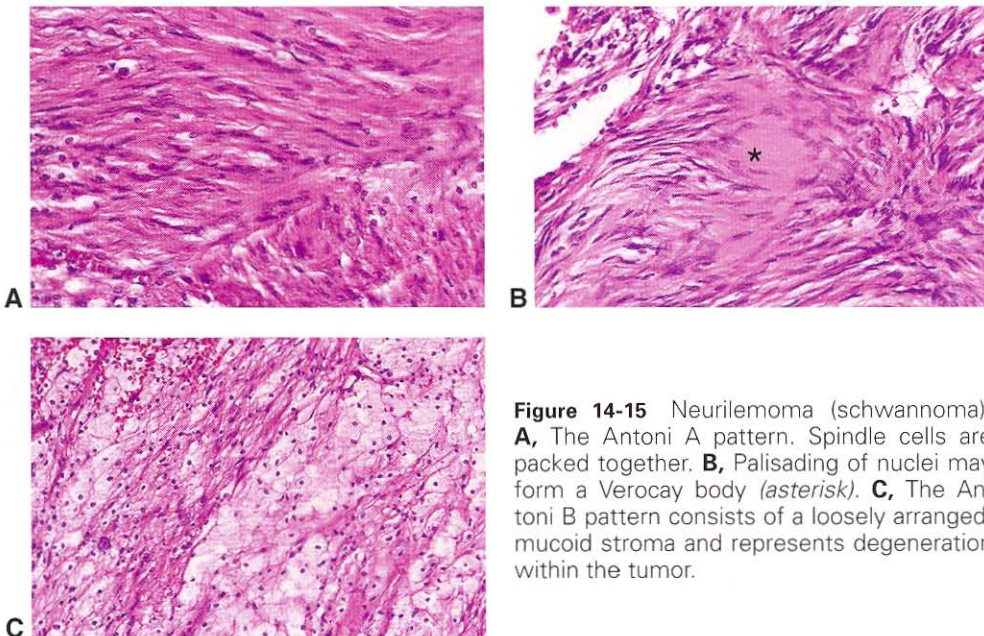 A
B
*
C
Figure 14-15 Neurilemoma (schwannoma)
A, The Antoni A pattern. Spindle cells are
packed together. B, Palisading of nuclei may
form a Verocay body (asterisk). C, The An-
toni B pattern consists of a loosely arranged
mucoid stroma and represents degeneration
within the tumor.